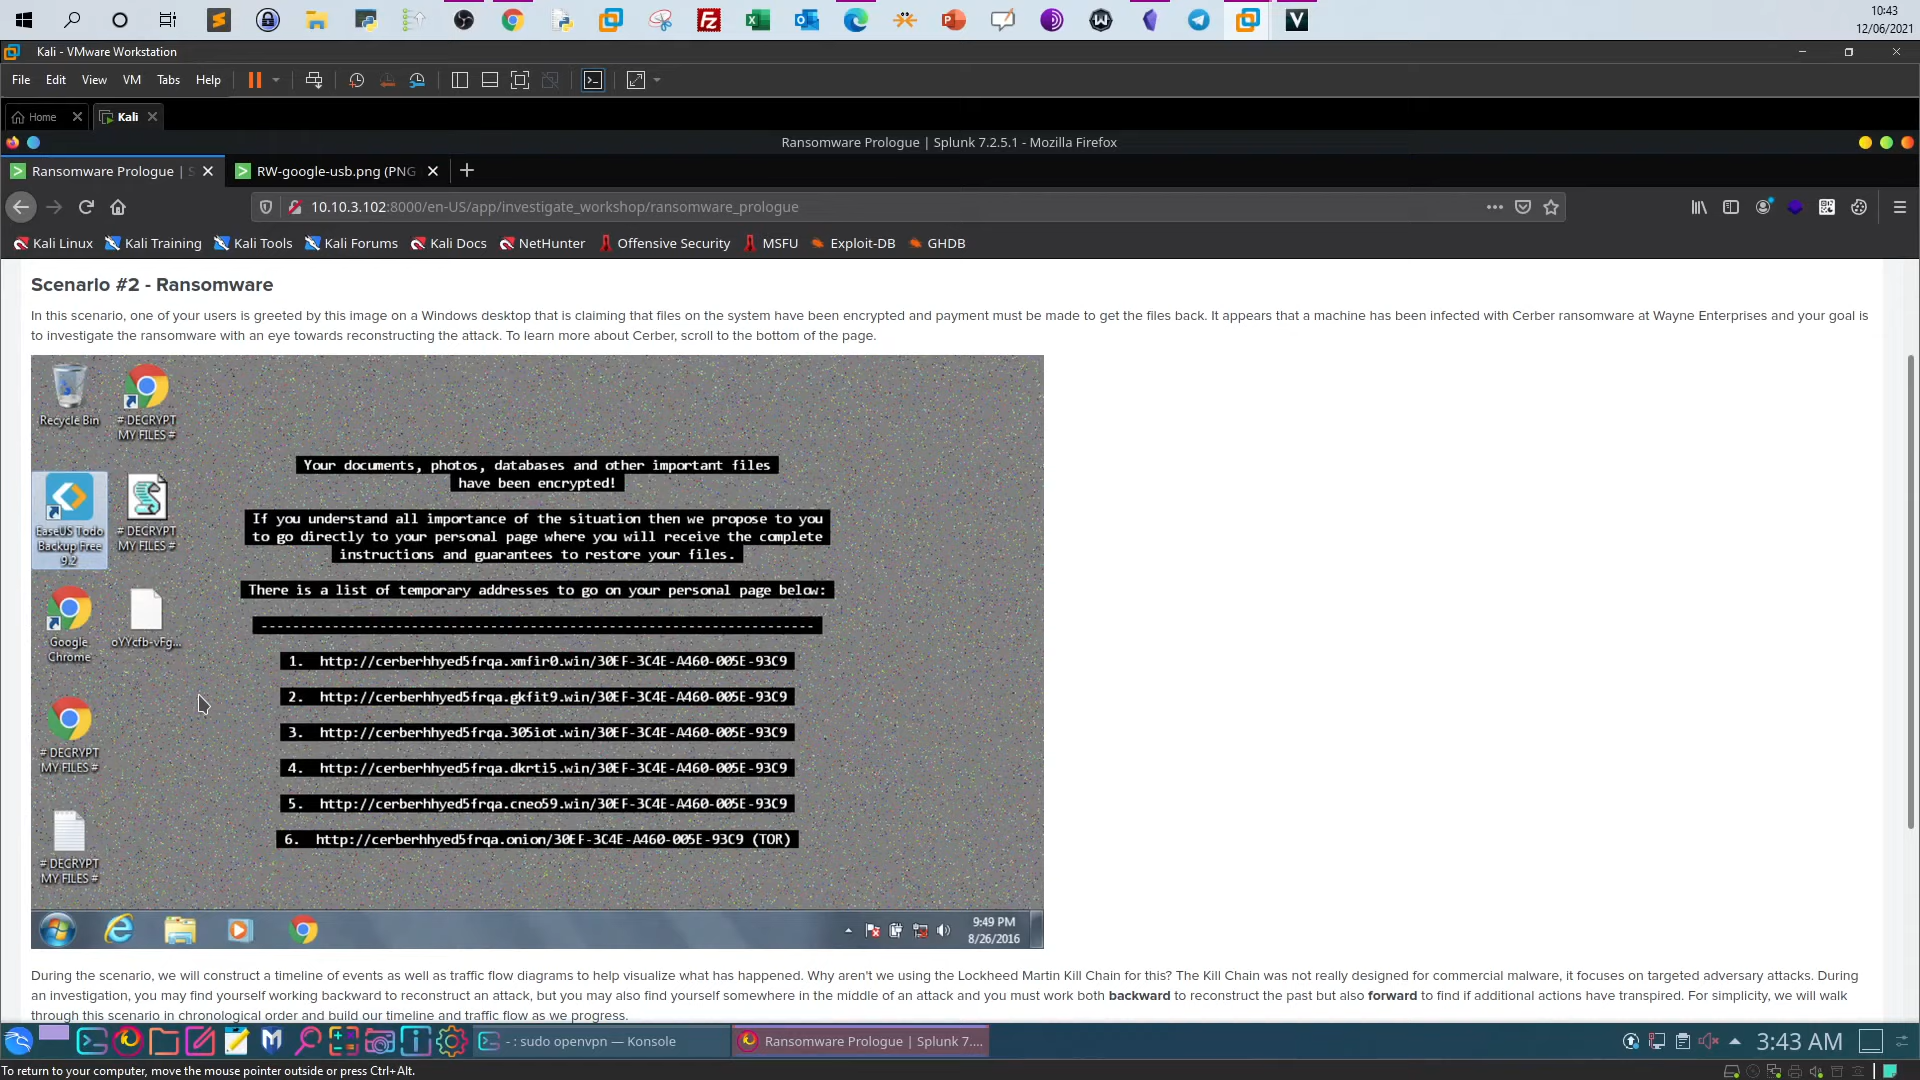 10:43
12/06/2021
Kali - VMware Workstation
File Edit View VM Tabs Help
Home Kali
Ransomware Prologue | Splunk 7.2.5.1 - Mozilla Firefox
Ransomware Prologue | S RW-google-usb.png (PNG
10.10.3.102:8000/en-US/app/investigate_workshop/ransomware_prologue
Kali Linux Kali Training Kali Tools Kali Forums Kali Docs NetHunter Offensive Security MSFU Exploit-DB GHDB
Scenario #2 - Ransomware
In this scenario, one of your users is greeted by this image on a Windows desktop that is claiming that files on the system have been encrypted and payment must be made to get the files back. It appears that a machine has been infected with Cerber ransomware at Wayne Enterprises and your goal is
to investigate the ransomware with an eye towards reconstructing the attack. To learn more about Cerber, scroll to the bottom of the page.
Recycle Bin
# DECRYPT
MY FILES #
EaseUS Todo
Backup Free
9.2
# DECRYPT
MY FILES #
Google
Chrome
oYYcfb-vFg...
# DECRYPT
MY FILES #
# DECRYPT
MY FILES #
Your documents, photos, databases and other important files
have been encrypted!
If you understand all importance of the situation then we propose to you
to go directly to your personal page where you will receive the complete
instructions and guarantees to restore your files.
There is a list of temporary addresses to go on your personal page below:
1. http://cerberhhyed5frqa.xmfir0.win/30EF-3C4E-A460-005E-93C9
2. http://cerberhhyed5frqa.gkfit9.win/30EF-3C4E-A460-005E-93C9
3. http://cerberhhyed5frqa.305iot.win/30EF-3C4E-A460-005E-93C9
4. http://cerberhhyed5frqa.dkrti5.win/30EF-3C4E-A460-005E-93C9
5. http://cerberhhyed5frqa.cneo59.win/30EF-3C4E-A460-005E-93C9
6. http://cerberhhyed5frqa.onion/30EF-3C4E-A460-005E-93C9 (TOR)
9:49 PM
8/26/2016
During the scenario, we will construct a timeline of events as well as traffic flow diagrams to help visualize what has happened. Why aren't we using the Lockheed Martin Kill Chain for this? The Kill Chain was not really designed for commercial malware, it focuses on targeted adversary attacks. During
an investigation, you may find yourself working backward to reconstruct an attack, but you may also find yourself somewhere in the middle of an attack and you must work both backward to reconstruct the past but also forward to find if additional actions have transpired. For simplicity, we will walk
through this scenario in chronological order and build our timeline and traffic flow as we progress.
- : sudo openvpn — Konsole Ransomware Prologue | Splunk 7.... 3:43 AM
To return to your computer, move the mouse pointer outside or press Ctrl+Alt.